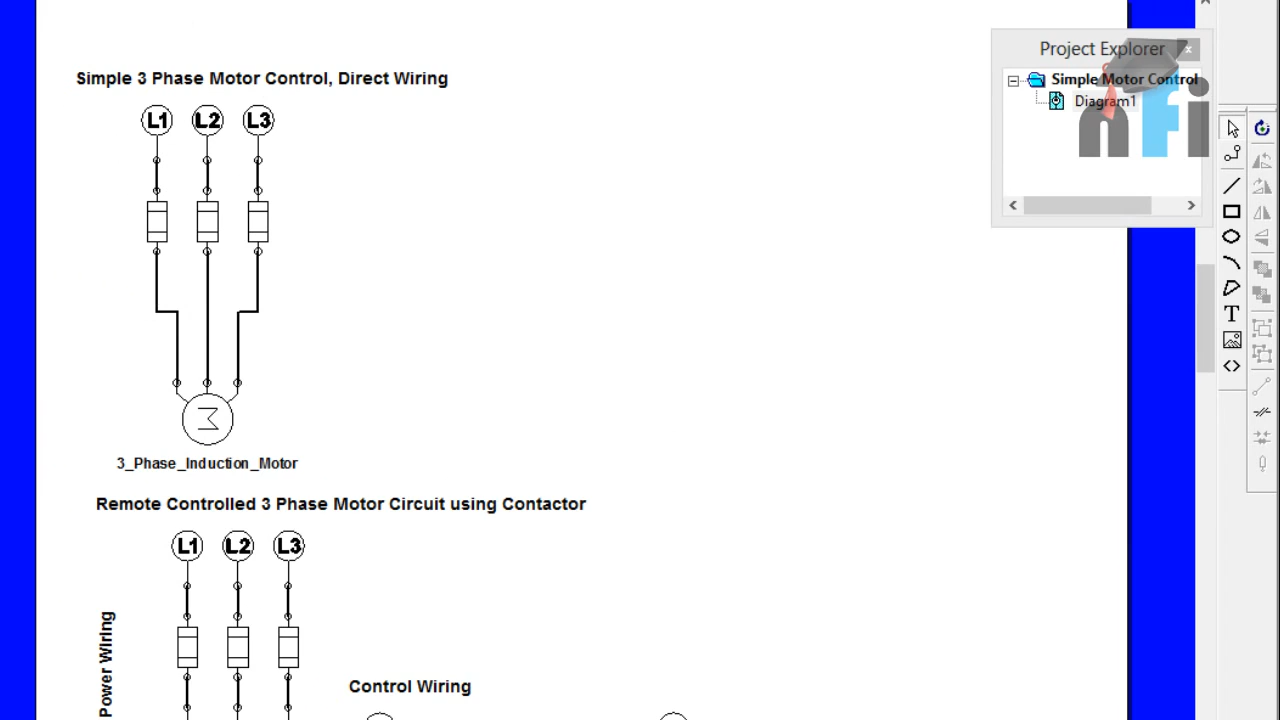 Simple 3 Phase Motor Control, Direct Wiring
L1 L2 L3
3_Phase_Induction_Motor
Remote Controlled 3 Phase Motor Circuit using Contactor
L1 L2 L3
Power Wiring
Control Wiring
Project Explorer
Simple Motor Control
Diagram1
nfi